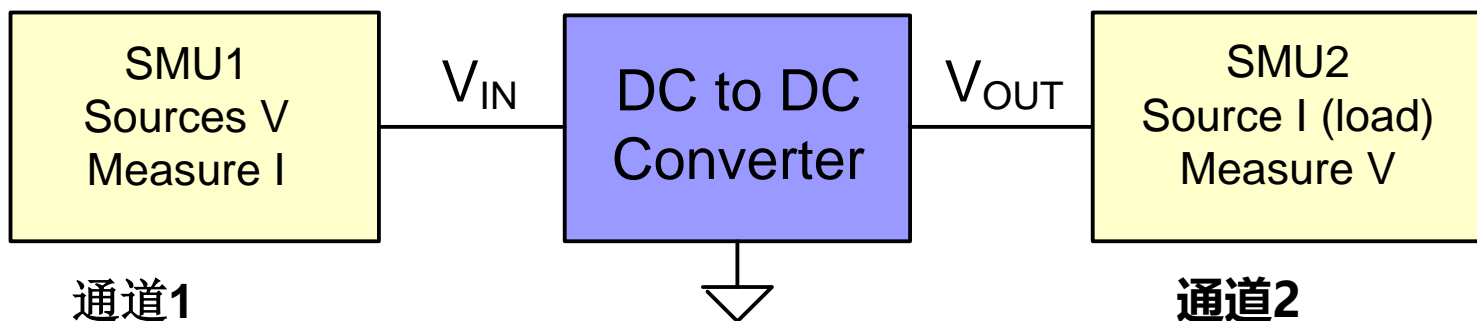 SMU1
Sources V
Measure I
VIN
DC to DC
Converter
VOUT
SMU2
Source I (load)
Measure V
通道1
通道2